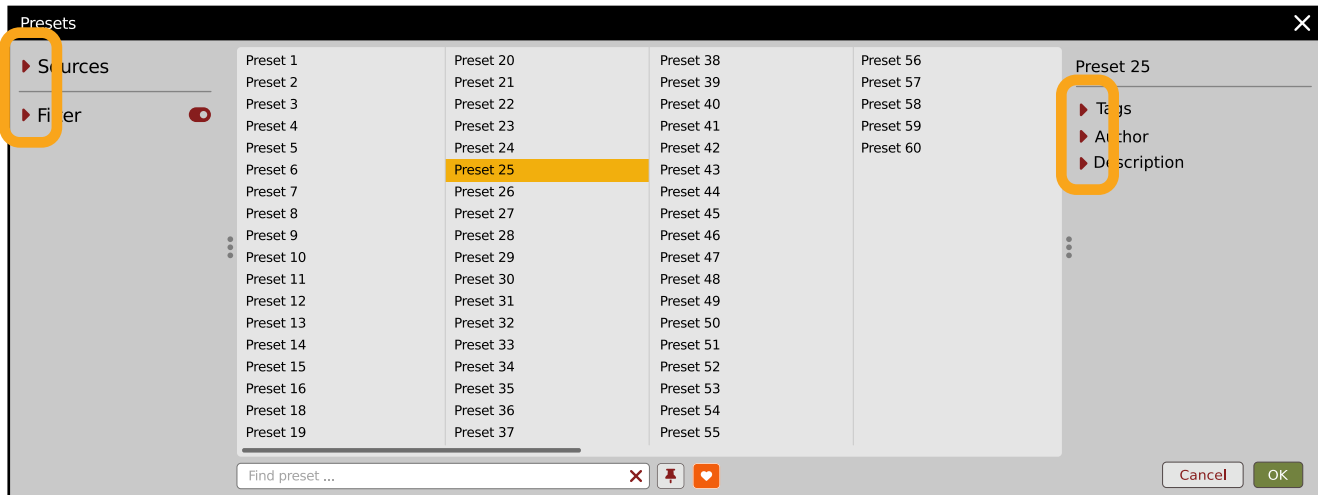 Presets
Sources
Filter
Preset 1
Preset 2
Preset 3
Preset 4
Preset 5
Preset 6
Preset 7
Preset 8
Preset 9
Preset 10
Preset 11
Preset 12
Preset 13
Preset 14
Preset 15
Preset 16
Preset 18
Preset 19
Preset 20
Preset 21
Preset 22
Preset 23
Preset 24
Preset 25
Preset 26
Preset 27
Preset 28
Preset 29
Preset 30
Preset 31
Preset 32
Preset 33
Preset 34
Preset 35
Preset 36
Preset 37
Preset 38
Preset 39
Preset 40
Preset 41
Preset 42
Preset 43
Preset 44
Preset 45
Preset 46
Preset 47
Preset 48
Preset 49
Preset 50
Preset 51
Preset 52
Preset 53
Preset 54
Preset 55
Preset 56
Preset 57
Preset 58
Preset 59
Preset 60
Preset 25
Tags
Author
Description
Find preset ...
Cancel
OK